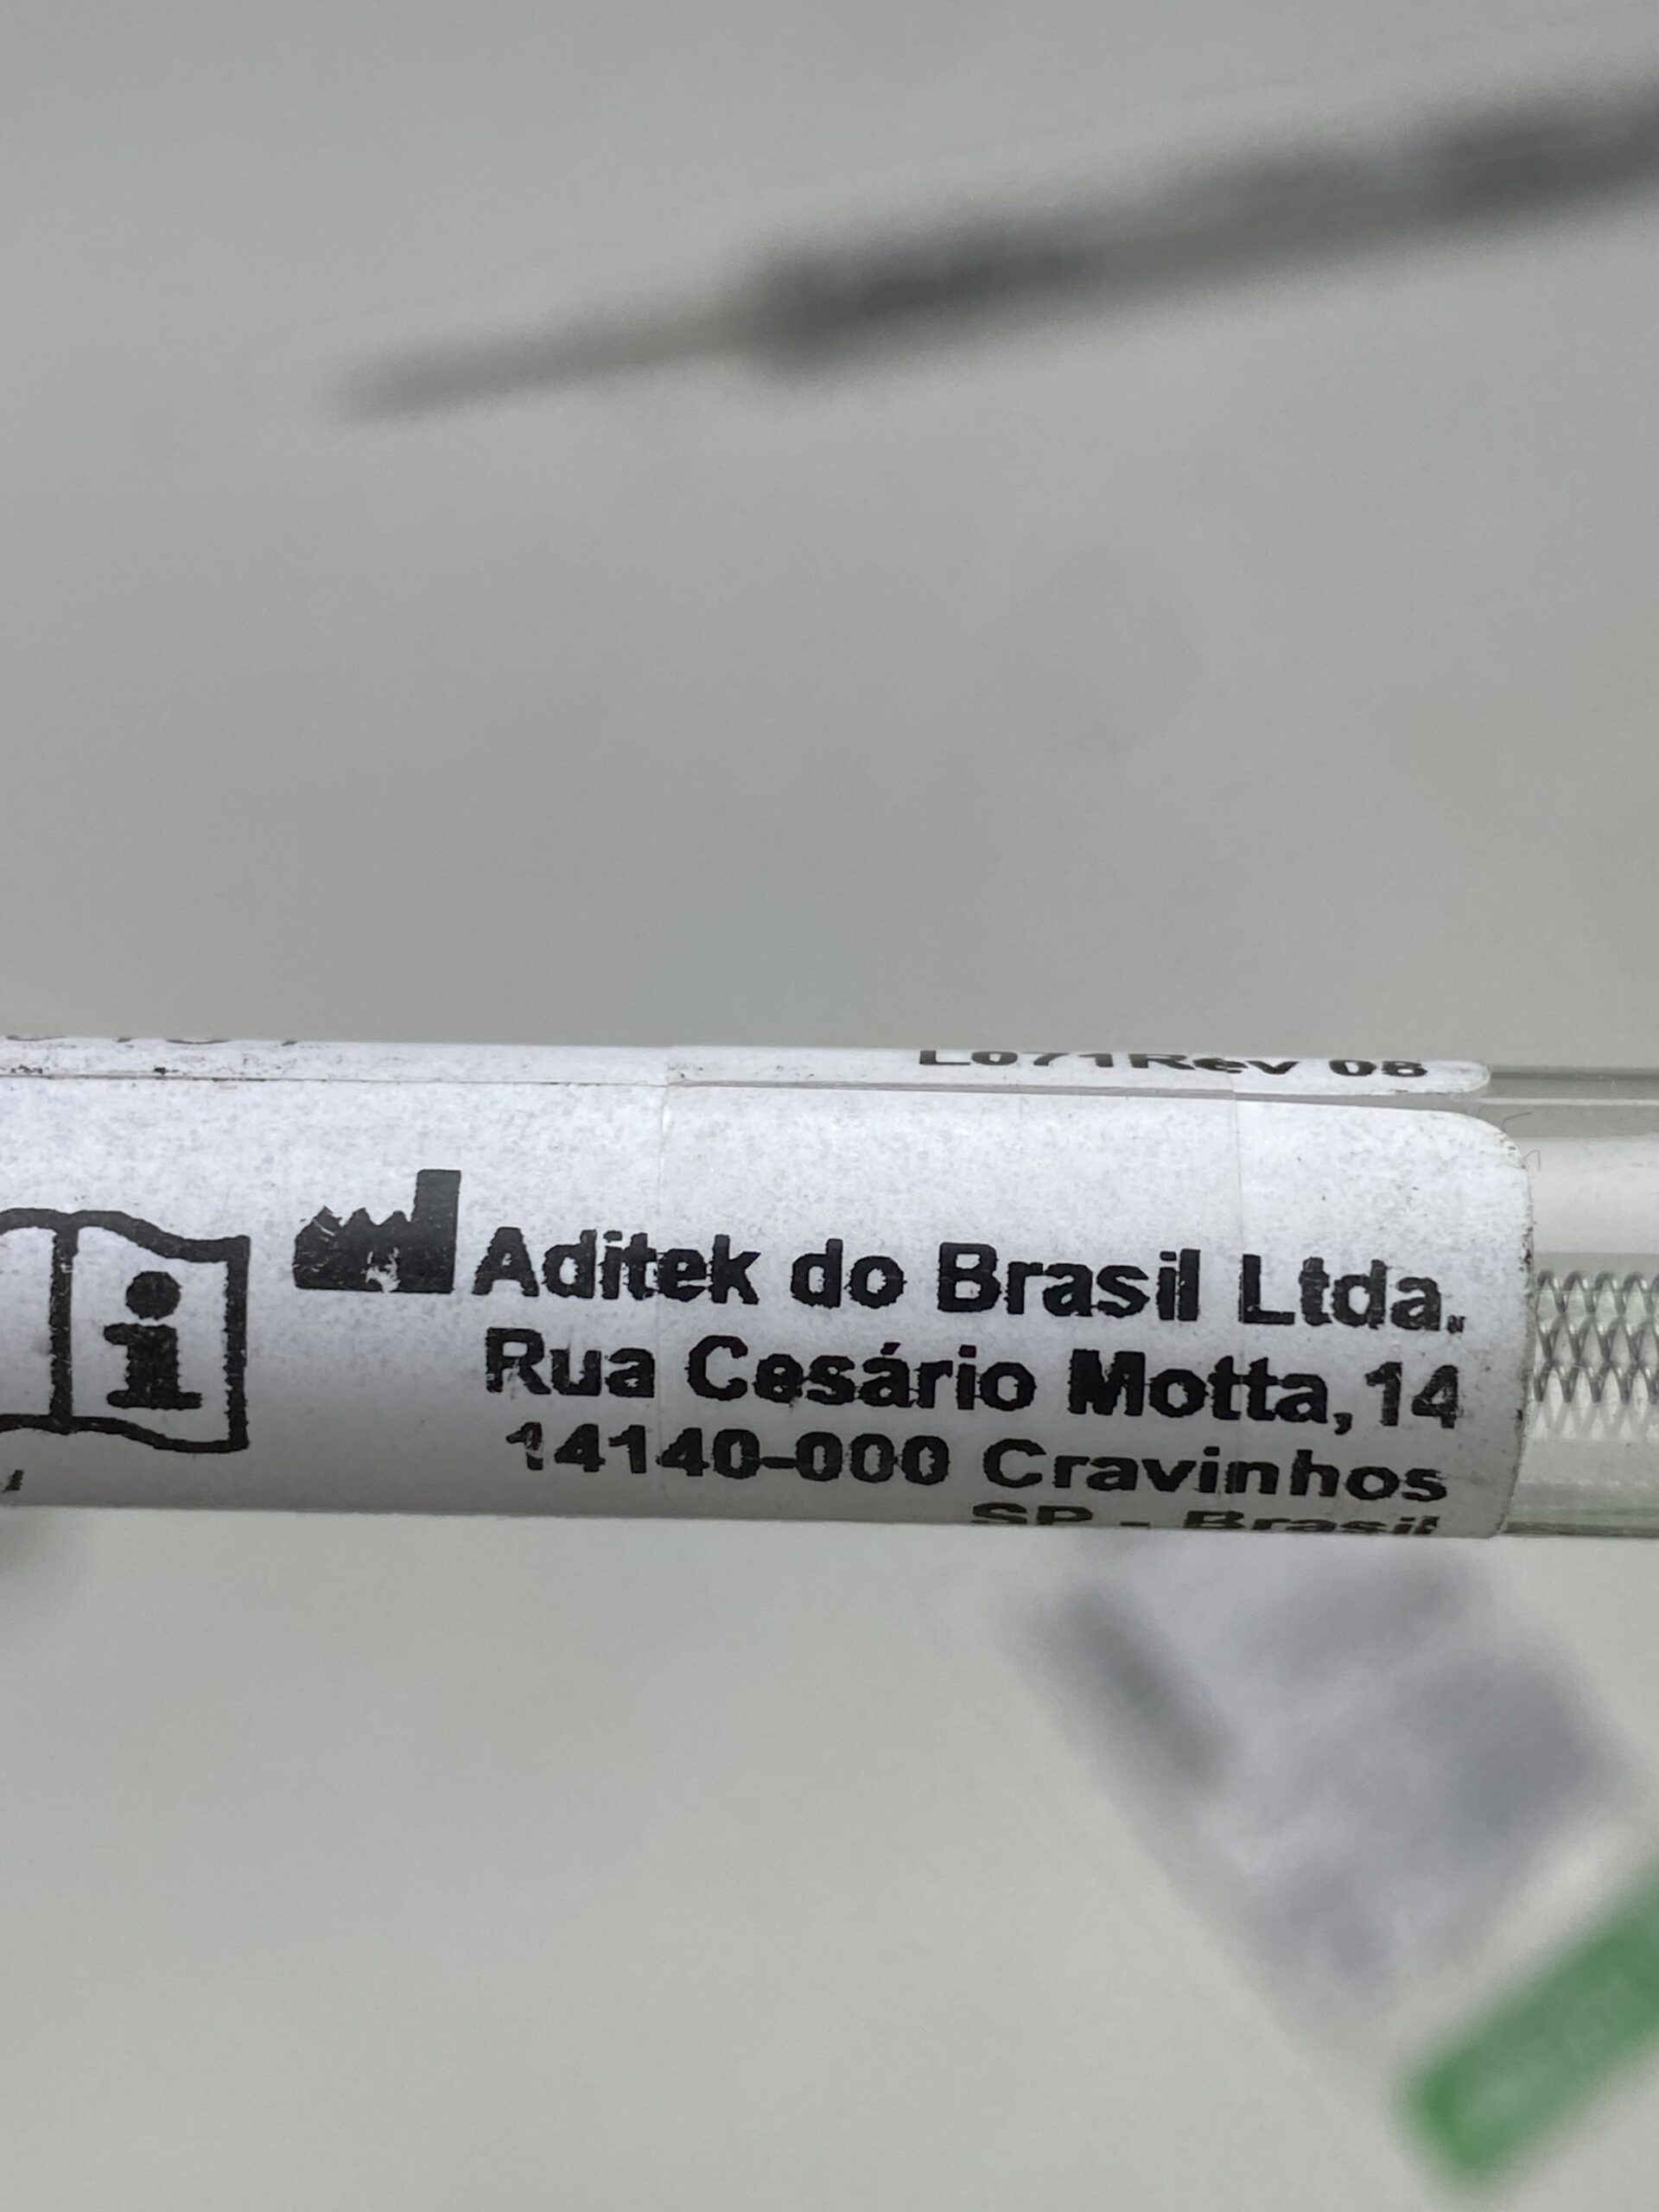 L071Rev 08
Aditek do Brasil Ltda.
Rua Cesário Motta,14
14140-000 Cravinhos
SP - Brasil